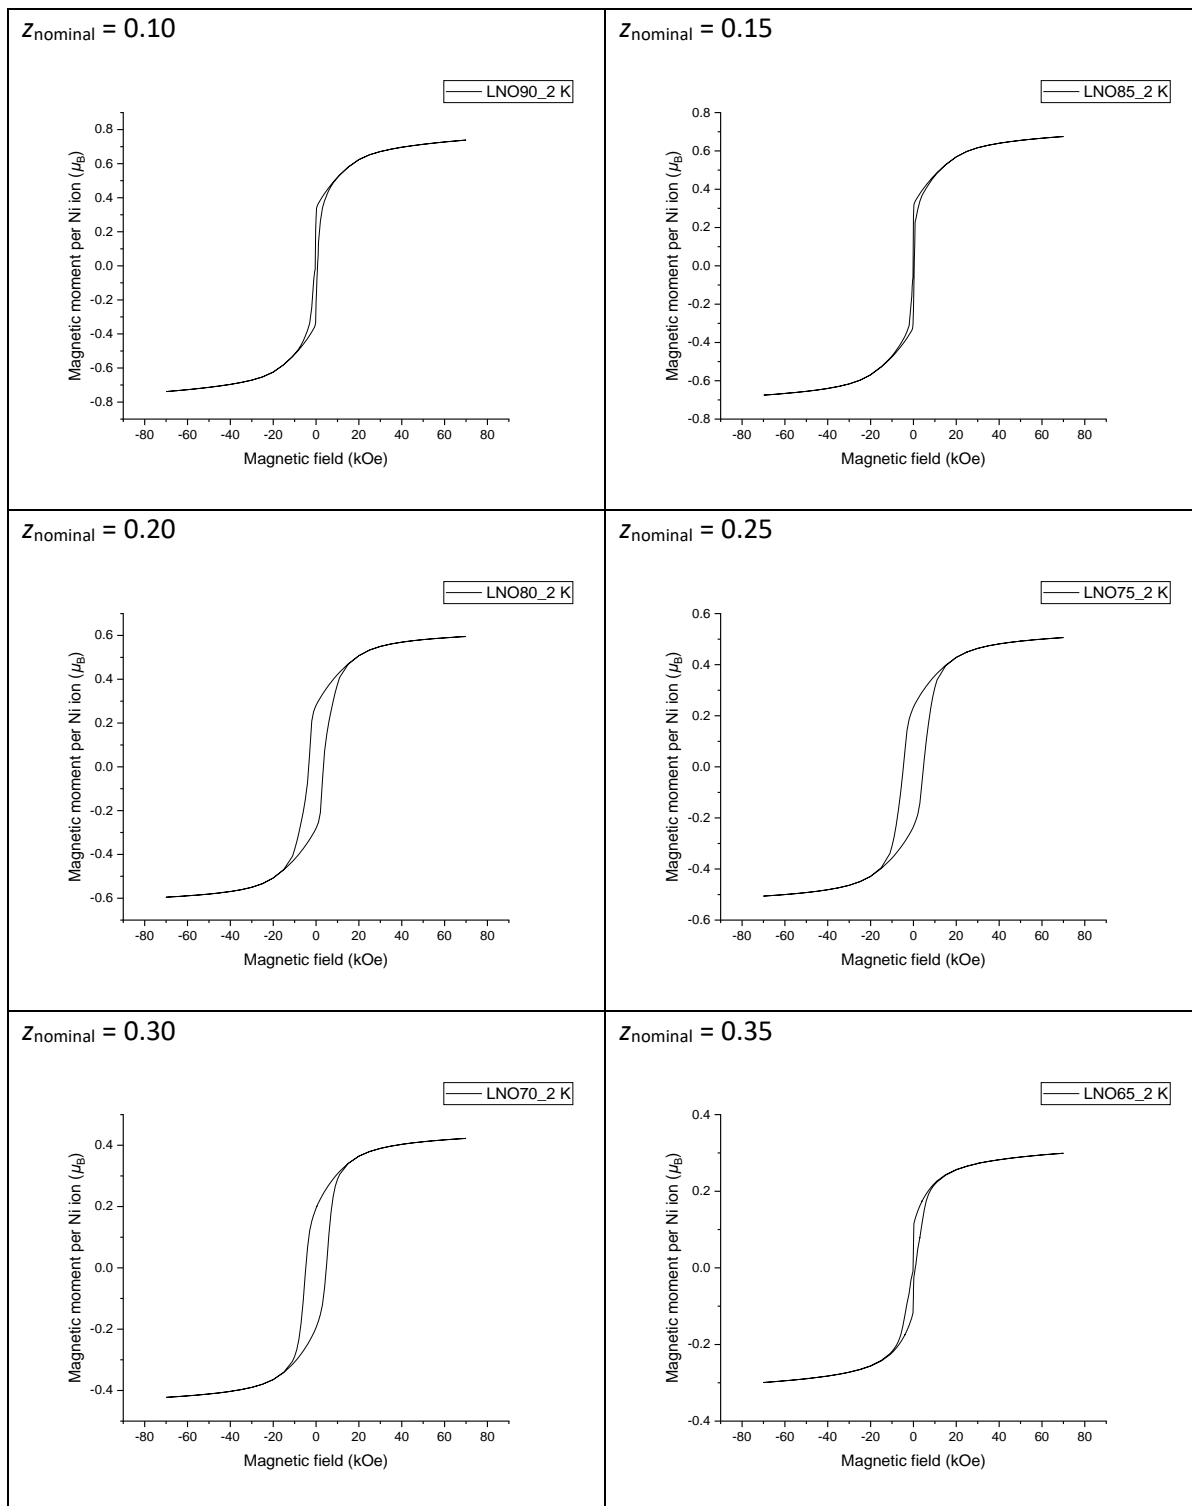 znominal = 0.10
LNO90_2 K
0.8
0.6
0.4
0.2
0.0
-0.2
-0.4
-0.6
-0.8
Magnetic moment per Ni ion (μB)
-80 -60 -40 -20 0 20 40 60 80
Magnetic field (kOe)
znominal = 0.15
LNO85_2 K
0.8
0.6
0.4
0.2
0.0
-0.2
-0.4
-0.6
-0.8
Magnetic moment per Ni ion (μB)
-80 -60 -40 -20 0 20 40 60 80
Magnetic field (kOe)
znominal = 0.20
LNO80_2 K
0.6
0.4
0.2
0.0
-0.2
-0.4
-0.6
Magnetic moment per Ni ion (μB)
-80 -60 -40 -20 0 20 40 60 80
Magnetic field (kOe)
znominal = 0.25
LNO75_2 K
0.6
0.4
0.2
0.0
-0.2
-0.4
-0.6
Magnetic moment per Ni ion (μB)
-80 -60 -40 -20 0 20 40 60 80
Magnetic field (kOe)
znominal = 0.30
LNO70_2 K
0.4
0.2
0.0
-0.2
-0.4
Magnetic moment per Ni ion (μB)
-80 -60 -40 -20 0 20 40 60 80
Magnetic field (kOe)
znominal = 0.35
LNO65_2 K
0.4
0.2
0.0
-0.2
-0.4
Magnetic moment per Ni ion (μB)
-80 -60 -40 -20 0 20 40 60 80
Magnetic field (kOe)